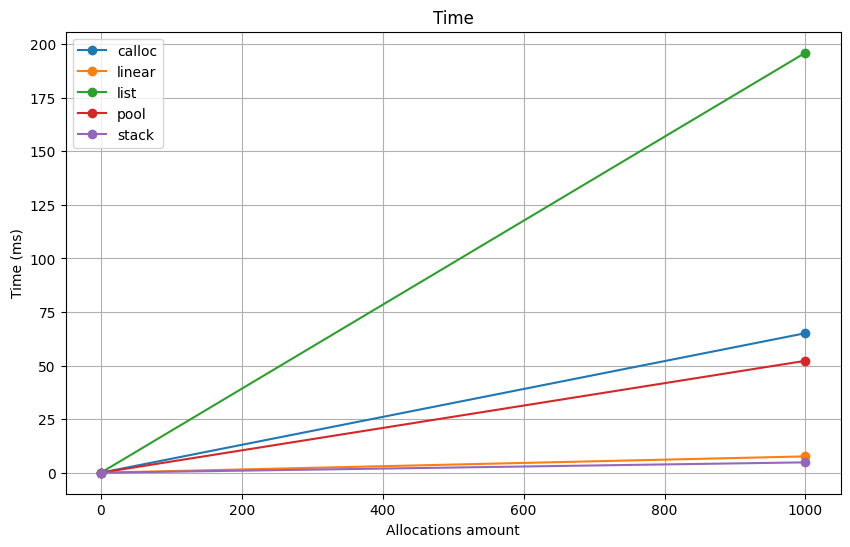 Time
calloc
linear
list
pool
stack
Time (ms)
200
175
150
125
100
75
50
25
0
0 200 400 600 800 1000
Allocations amount